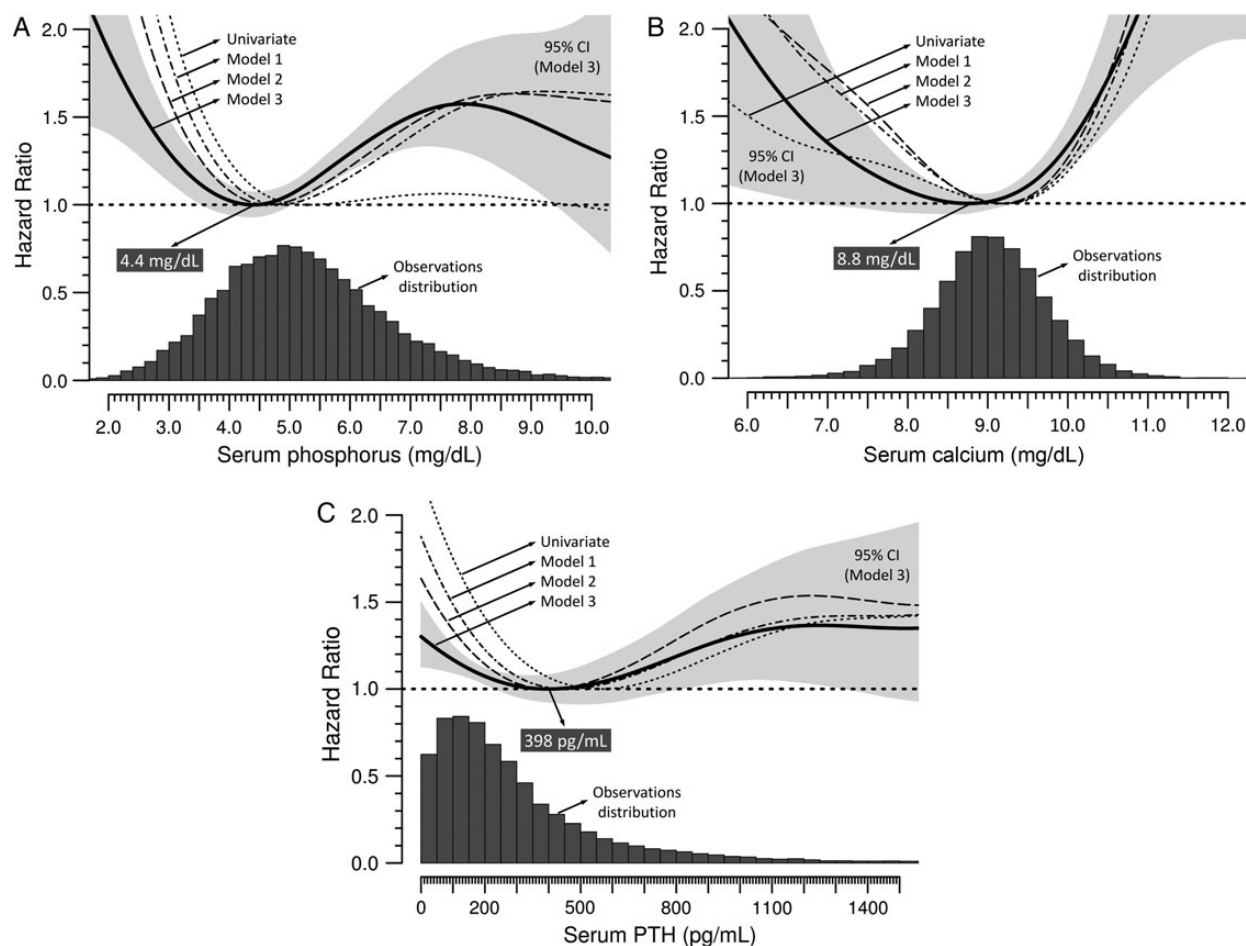 A
2.0
1.5
1.0
0.5
0.0
Hazard Ratio
Univariate
Model 1
Model 2
Model 3
95% CI
(Model 3)
4.4 mg/dL
Observations
distribution
2.0 3.0 4.0 5.0 6.0 7.0 8.0 9.0 10.0
Serum phosphorus (mg/dL)
B
2.0
1.5
1.0
0.5
0.0
Hazard Ratio
Univariate
Model 1
Model 2
Model 3
95% CI
(Model 3)
8.8 mg/dL
Observations
distribution
6.0 7.0 8.0 9.0 10.0 11.0 12.0
Serum calcium (mg/dL)
C
2.0
1.5
1.0
0.5
0.0
Hazard Ratio
Univariate
Model 1
Model 2
Model 3
95% CI
(Model 3)
398 pg/mL
Observations
distribution
0 200 500 800 1100 1400
Serum PTH (pg/mL)